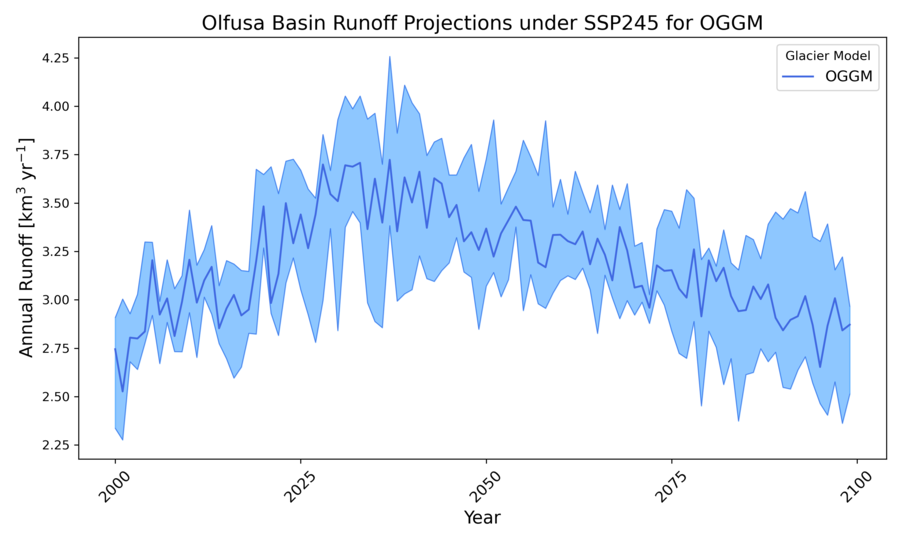 Olfusa Basin Runoff Projections under SSP245 for OGGM
Glacier Model
OGGM
Annual Runoff [km³ yr⁻¹]
4.25
4.00
3.75
3.50
3.25
3.00
2.75
2.50
2.25
2000
2025
2050
2075
2100
Year